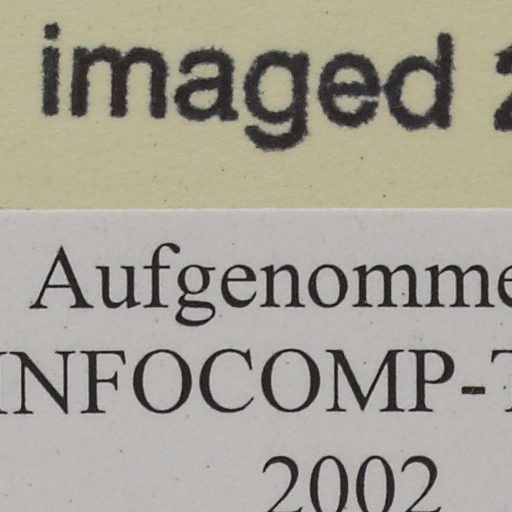 imaged
Aufgenomme
INFOCOMP-
2002